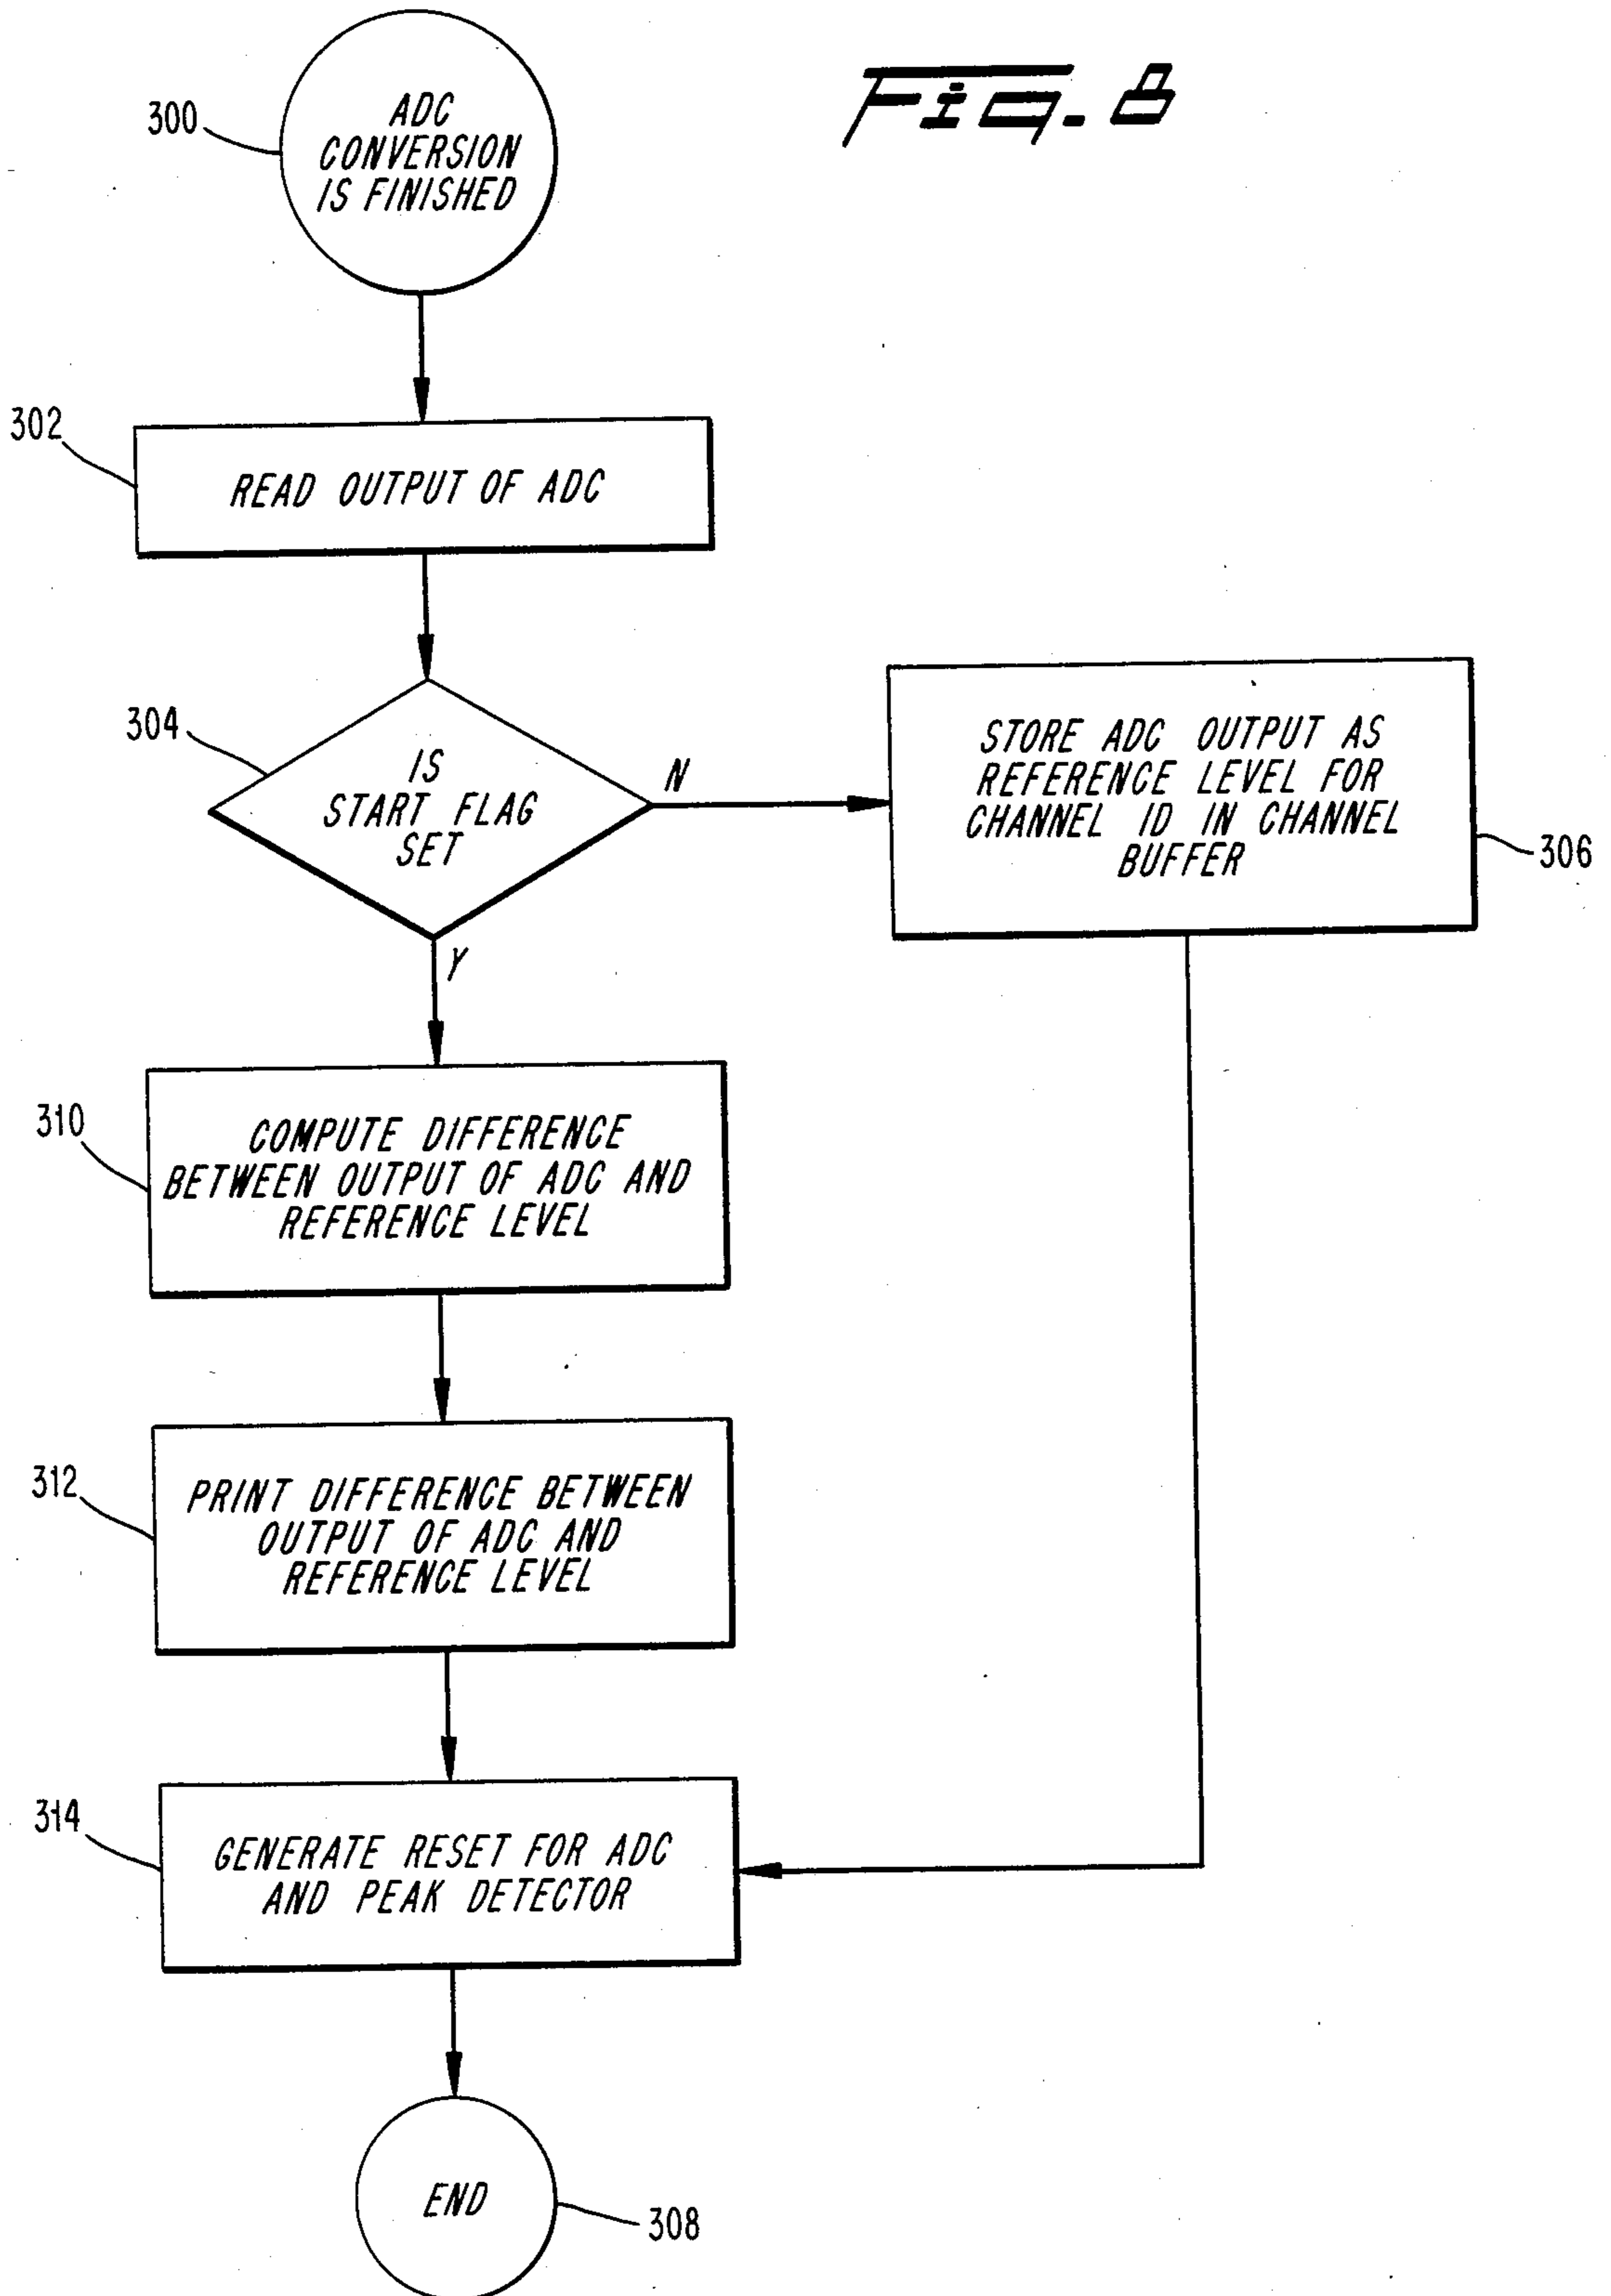 Fig. 8
300
ADC
CONVERSION
IS FINISHED
302
READ OUTPUT OF ADC
304
IS
START FLAG
SET
N
Y
STORE ADC OUTPUT AS
REFERENCE LEVEL FOR
CHANNEL ID IN CHANNEL
BUFFER
306
310
COMPUTE DIFFERENCE
BETWEEN OUTPUT OF ADC AND
REFERENCE LEVEL
312
PRINT DIFFERENCE BETWEEN
OUTPUT OF ADC AND
REFERENCE LEVEL
314
GENERATE RESET FOR ADC
AND PEAK DETECTOR
END
308